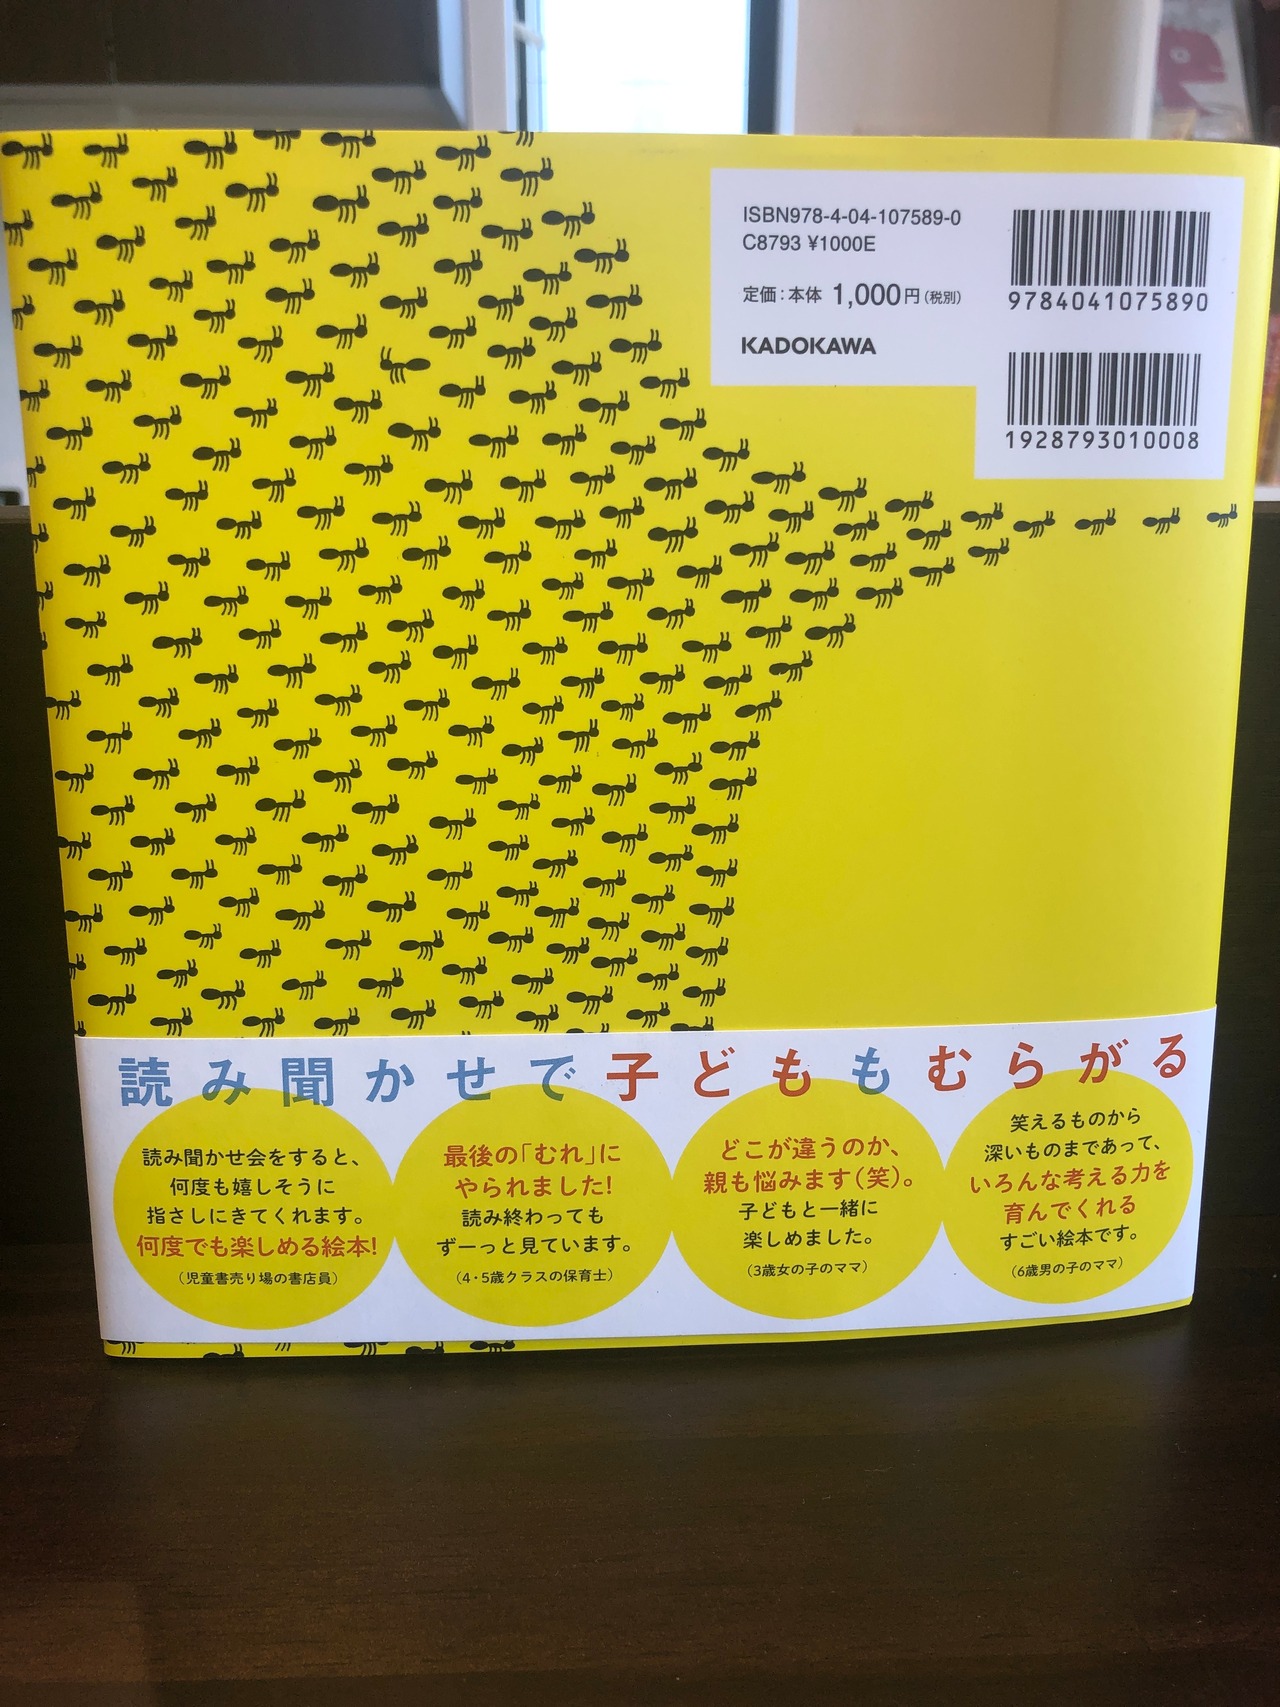 ISBN978-4-04-107589-0
C8793 ¥1000E
定価:本体 1,000円(税別)
KADOKAWA
9784041075890
1928793010008
読み聞かせで子どももむらがる
読み聞かせ会をすると、
何度も嬉しそうに
指さしにきてくれます。
何度でも楽しめる絵本!
(児童書売り場の書店員)
最後の「むれ」に
やられました!
読み終わっても
ずーっと見ています。
(4・5歳クラスの保育士)
どこが違うのか、
親も悩みます(笑)。
子どもと一緒に
楽しめました。
(3歳女の子のママ)
笑えるものから
深いものまであって、
いろんな考える力を
育んでくれる
すごい絵本です。
(6歳男の子のママ)